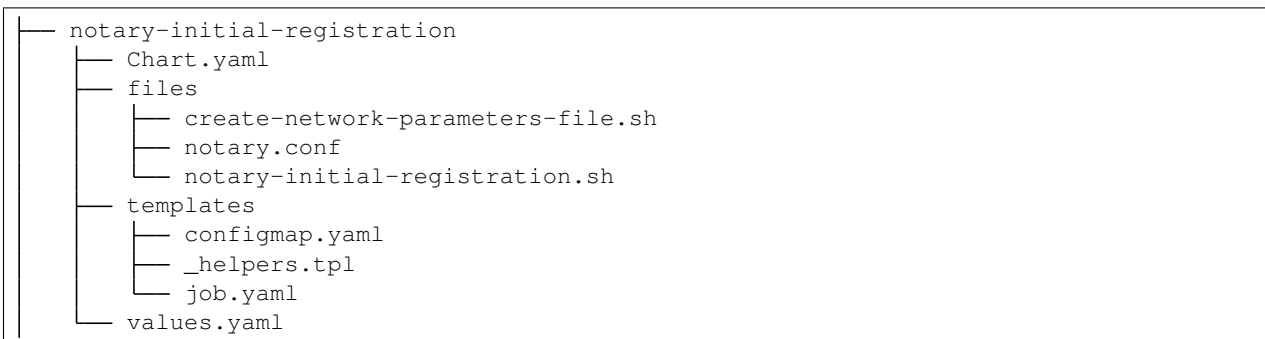 ├── notary-initial-registration
│   ├── Chart.yaml
│   ├── files
│   │   ├── create-network-parameters-file.sh
│   │   ├── notary.conf
│   │   └── notary-initial-registration.sh
│   ├── templates
│   │   ├── configmap.yaml
│   │   ├── _helpers.tpl
│   │   └── job.yaml
│   └── values.yaml